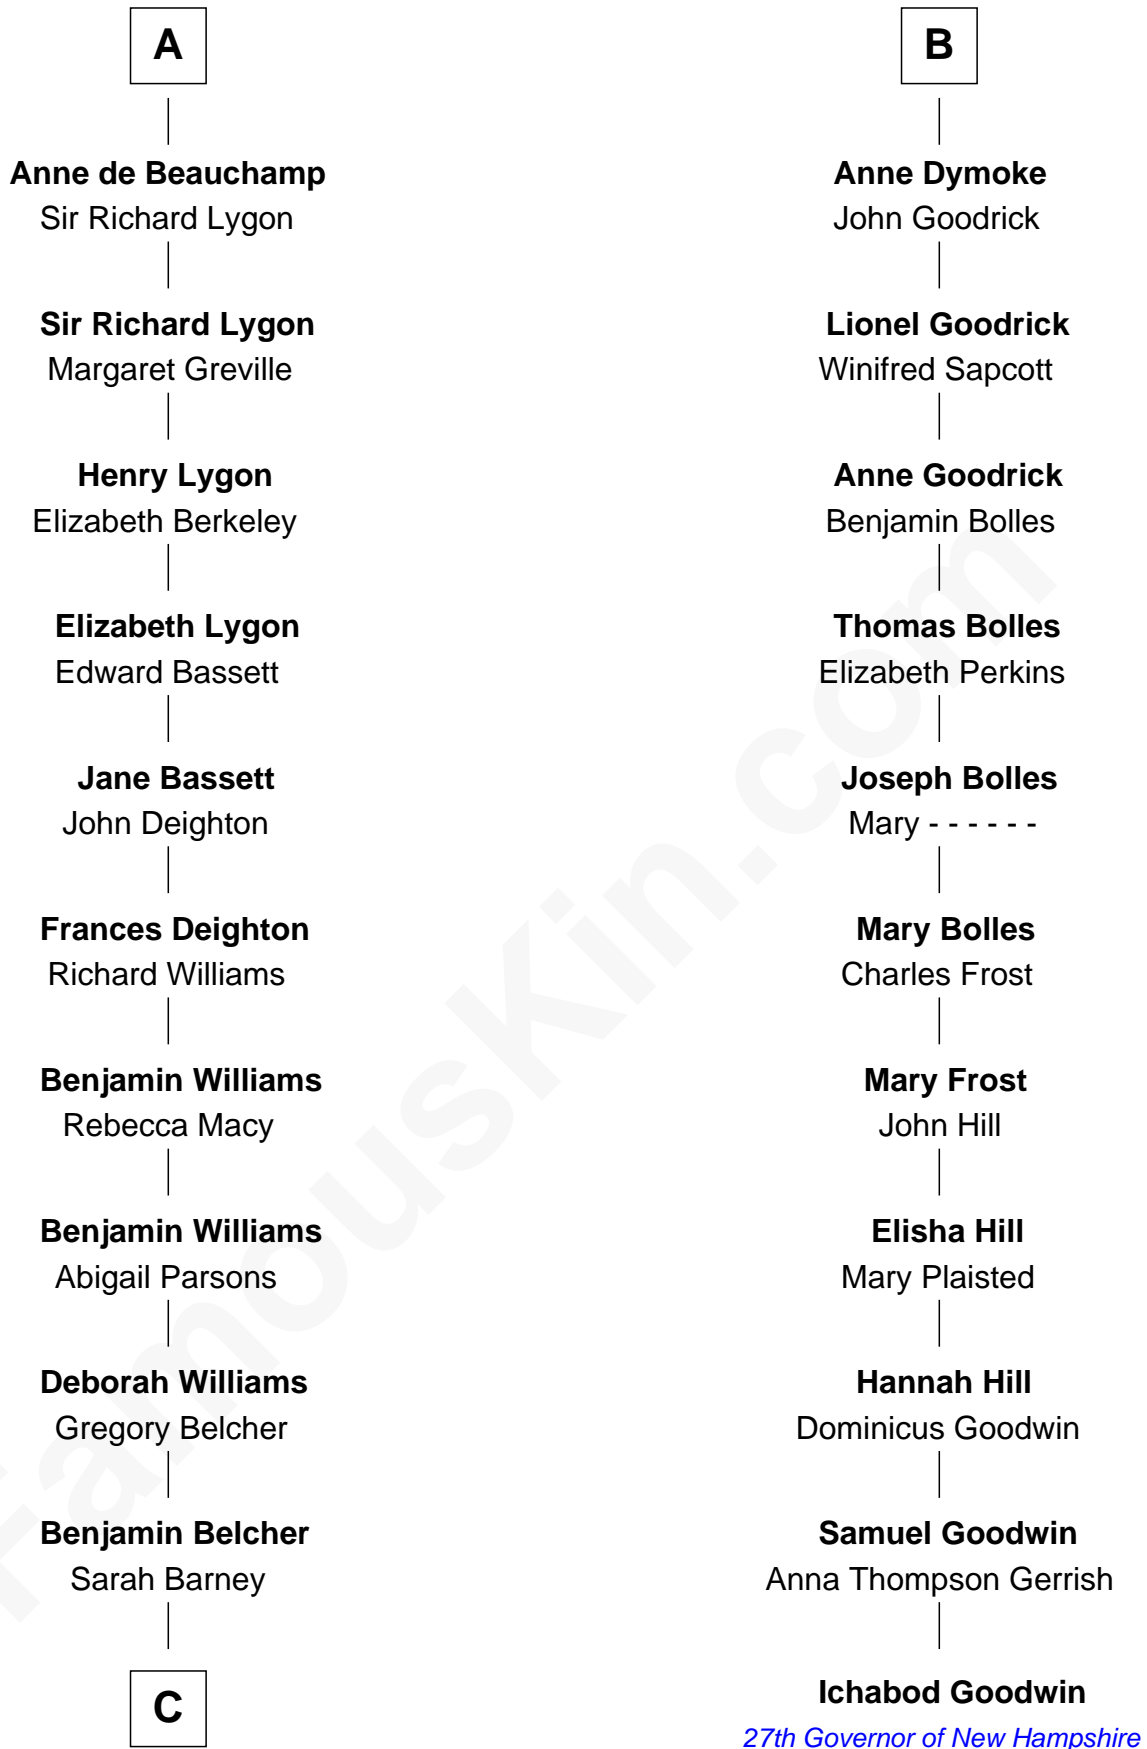 A
Anne de Beauchamp
Sir Richard Lygon
Sir Richard Lygon
Margaret Greville
Henry Lygon
Elizabeth Berkeley
Elizabeth Lygon
Edward Bassett
Jane Bassett
John Deighton
Frances Deighton
Richard Williams
Benjamin Williams
Rebecca Macy
Benjamin Williams
Abigail Parsons
Deborah Williams
Gregory Belcher
Benjamin Belcher
Sarah Barney
C
B
Anne Dymoke
John Goodrick
Lionel Goodrick
Winifred Sapcott
Anne Goodrick
Benjamin Bolles
Thomas Bolles
Elizabeth Perkins
Joseph Bolles
Mary - - - - - -
Mary Bolles
Charles Frost
Mary Frost
John Hill
Elisha Hill
Mary Plaisted
Hannah Hill
Dominicus Goodwin
Samuel Goodwin
Anna Thompson Gerrish
Ichabod Goodwin
27th Governor of New Hampshire
FamousKin.com